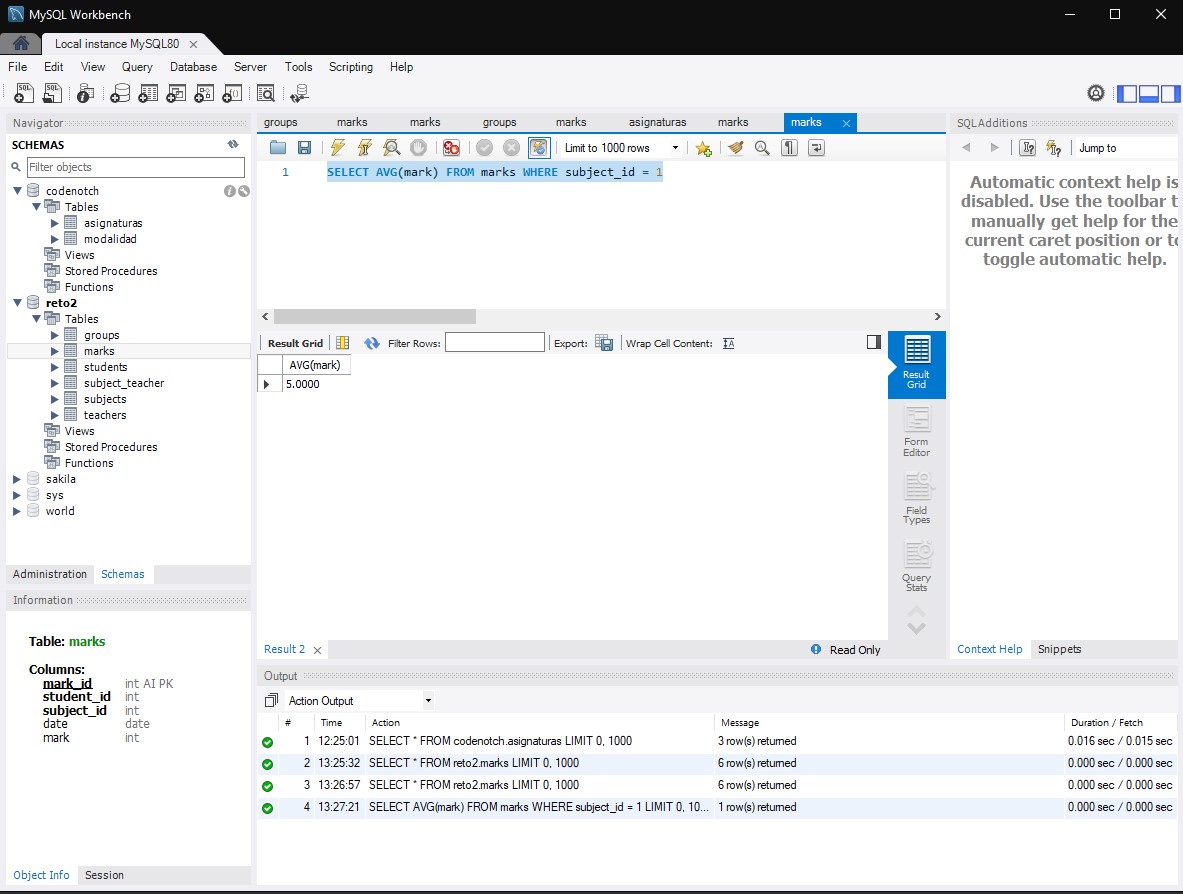 MySQL Workbench
Local instance MySQL80
File Edit View Query Database Server Tools Scripting Help
Navigator
SCHEMAS
Filter objects
codenotch
Tables
asignaturas
modalidad
Views
Stored Procedures
Functions
reto2
Tables
groups
marks
students
subject_teacher
subjects
teachers
Views
Stored Procedures
Functions
sakila
sys
world
Administration Schemas
Information
Table: marks
Columns:
mark_id int AI PK
student_id int
subject_id int
date date
mark int
Object Info Session
groups marks marks groups marks asignaturas marks marks
Limit to 1000 rows
1 SELECT AVG(mark) FROM marks WHERE subject_id = 1
Result Grid Filter Rows: Export: Wrap Cell Content:
AVG(mark)
5.0000
Result
Grid
Form
Editor
Field
Types
Query
Stats
Result 2 Read Only
SQLAdditions
Jump to
Automatic context help is
disabled. Use the toolbar t
manually get help for the
current caret position or to
toggle automatic help.
Context Help Snippets
Output
Action Output
# Time Action Message Duration / Fetch
1 12:25:01 SELECT * FROM codenotch.asignaturas LIMIT 0, 1000 3 row(s) returned 0.016 sec / 0.015 sec
2 13:25:32 SELECT * FROM reto2.marks LIMIT 0, 1000 6 row(s) returned 0.000 sec / 0.000 sec
3 13:26:57 SELECT * FROM reto2.marks LIMIT 0, 1000 6 row(s) returned 0.000 sec / 0.000 sec
4 13:27:21 SELECT AVG(mark) FROM marks WHERE subject_id = 1 LIMIT 0, 10... 1 row(s) returned 0.000 sec / 0.000 sec